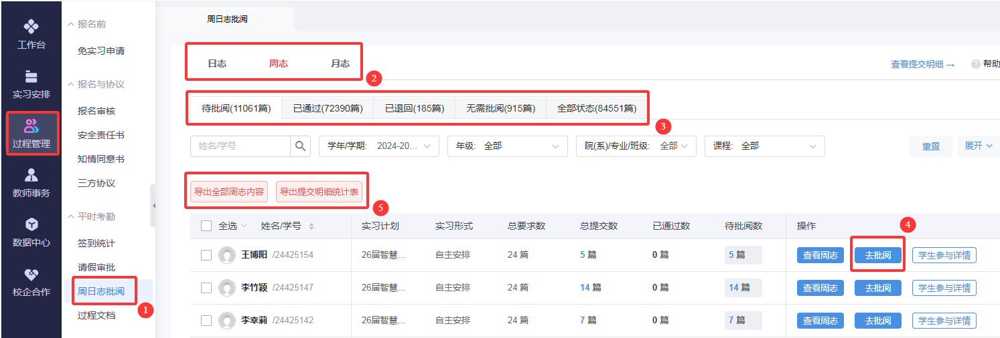 工作台
实习安排
过程管理
教师事务
数据中心
校企合作
报名前
免实习申请
报名与协议
报名审核
安全责任书
知情同意书
三方协议
平时考勤
签到统计
请假审批
周日志批阅
过程文档
1
周日志批阅
日志 周志 月志
2
查看提交明细→ ? 帮助
待批阅(11061篇) 已通过(72390篇) 已退回(185篇) 无需批阅(915篇) 全部状态(84551篇)
3
姓名/学号 学年/学期: 2024-20... 年级: 全部 院(系)/专业/班级: 全部 课程: 全部 重置 展开
导出全部周志内容 导出提交明细统计表
5
全选 姓名/学号 实习计划 实习形式 总要求数 总提交数 已通过数 待批阅数 操作
4
王博阳 /24425154 26届智慧... 自主安排 24 篇 5 篇 0 篇 5 篇 查看周志 去批阅 学生参与详情
李竹颖 /24425147 26届智慧... 自主安排 24 篇 14 篇 0 篇 14 篇 查看周志 去批阅 学生参与详情
李幸莉 /24425142 26届智慧... 自主安排 24 篇 7 篇 0 篇 7 篇 查看周志 去批阅 学生参与详情